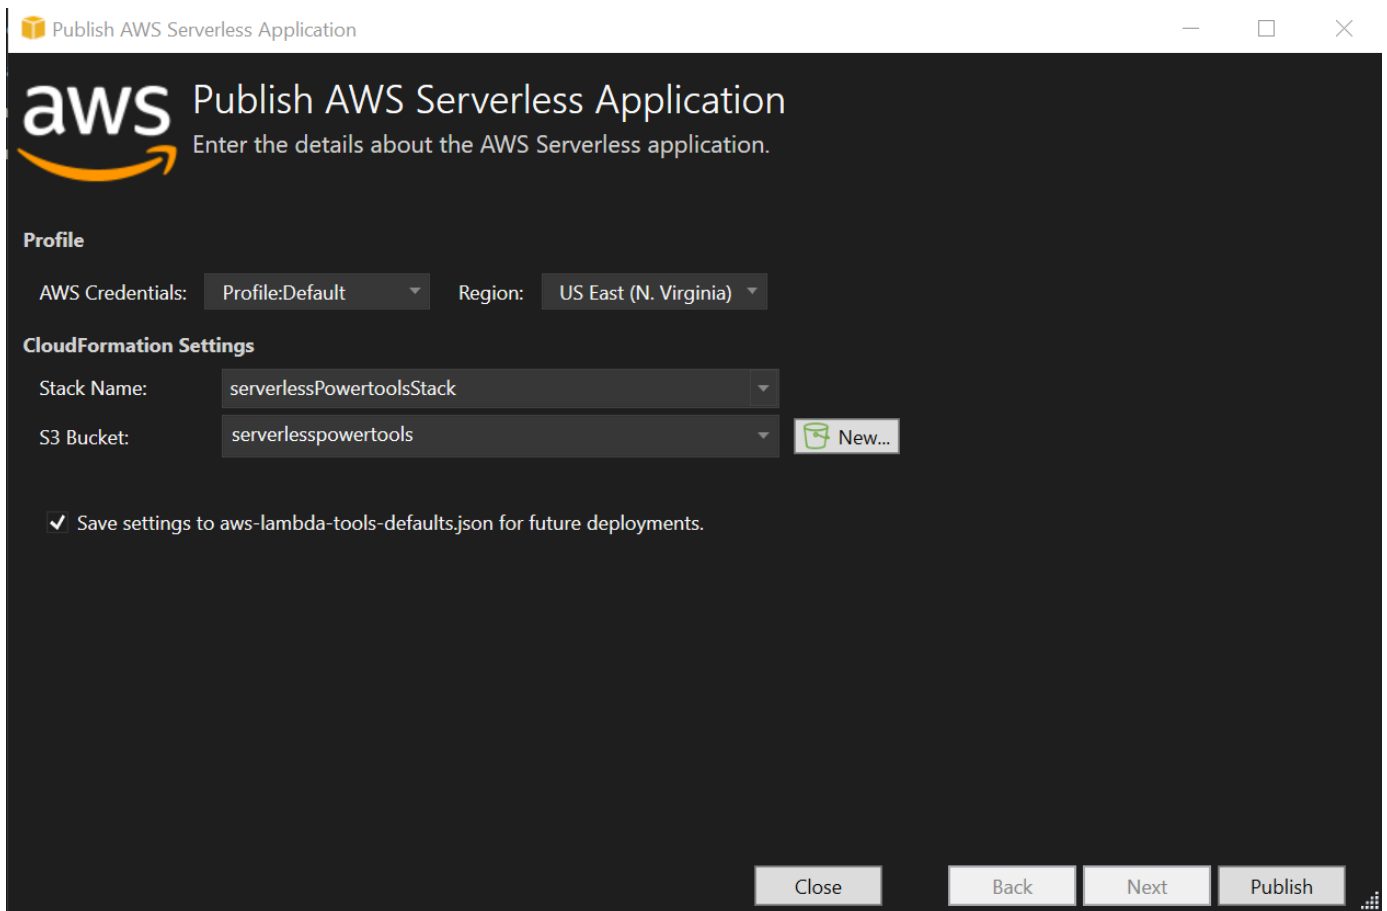 Publish AWS Serverless Application
aws
Publish AWS Serverless Application
Enter the details about the AWS Serverless application.
Profile
AWS Credentials: Profile:Default Region: US East (N. Virginia)
CloudFormation Settings
Stack Name: serverlessPowertoolsStack
S3 Bucket: serverlesspowertools New...
Save settings to aws-lambda-tools-defaults.json for future deployments.
Close Back Next Publish